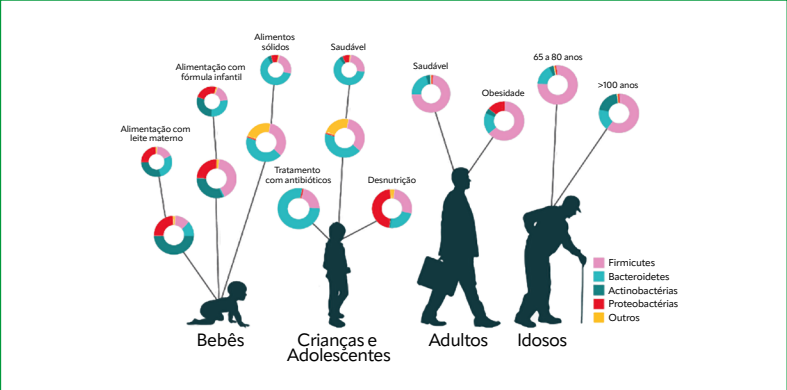 Alimentos
sólidos
Saudável
Alimentação com
fórmula infantil
Alimentação com
leite materno
Tratamento
com antibióticos
Desnutrição
Saudável
Obesidade
65 a 80 anos
>100 anos
Firmicutes
Bacteroidetes
Actinobactérias
Proteobactérias
Outros
Bebês
Crianças e
Adolescentes
Adultos
Idosos